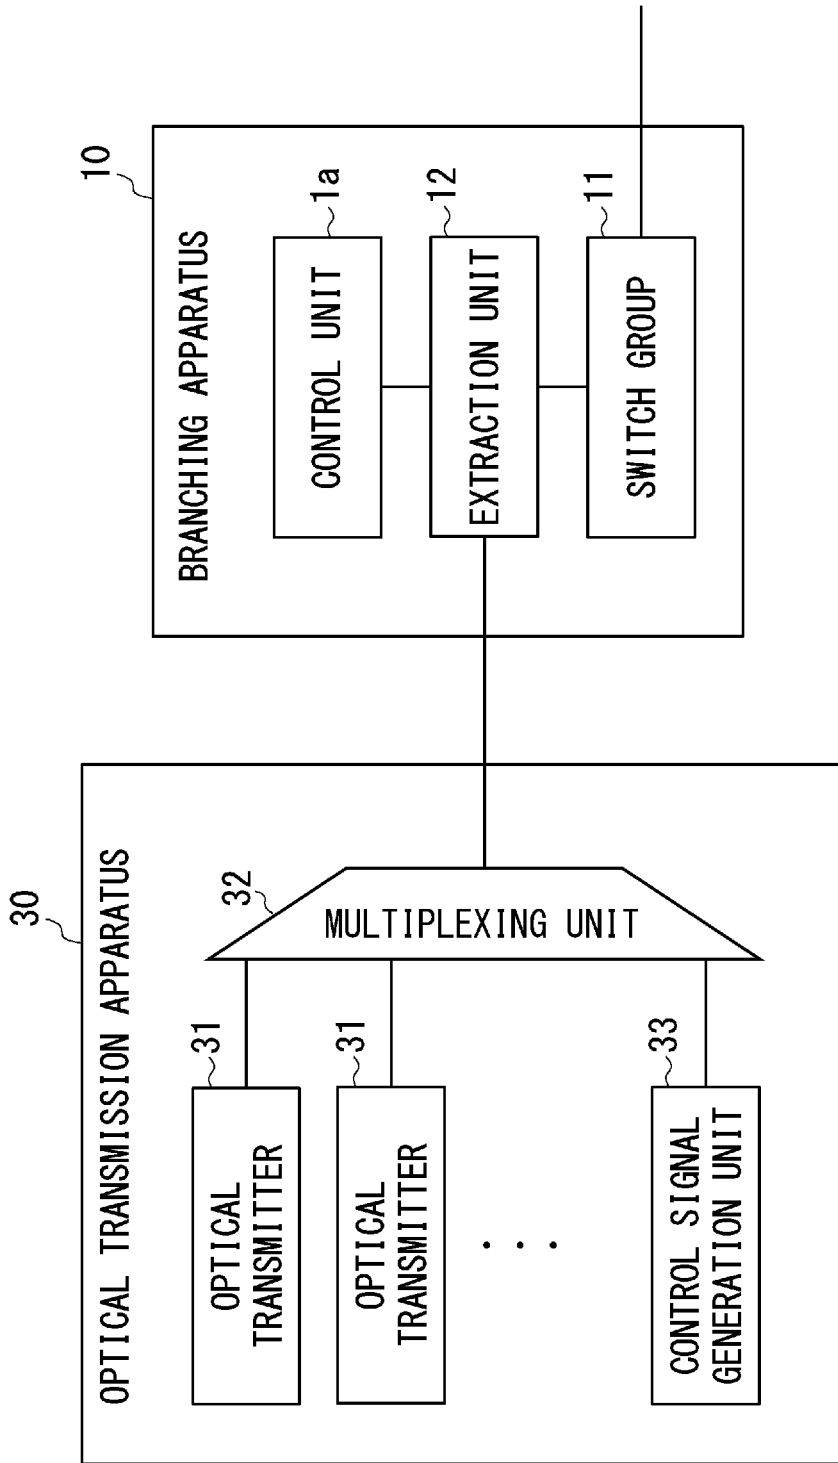 30
OPTICAL TRANSMISSION APPARATUS
31
OPTICAL
TRANSMITTER
31
OPTICAL
TRANSMITTER
. . .
33
CONTROL SIGNAL
GENERATION UNIT
32
MULTIPLEXING UNIT
10
BRANCHING APPARATUS
1a
CONTROL UNIT
12
EXTRACTION UNIT
11
SWITCH GROUP